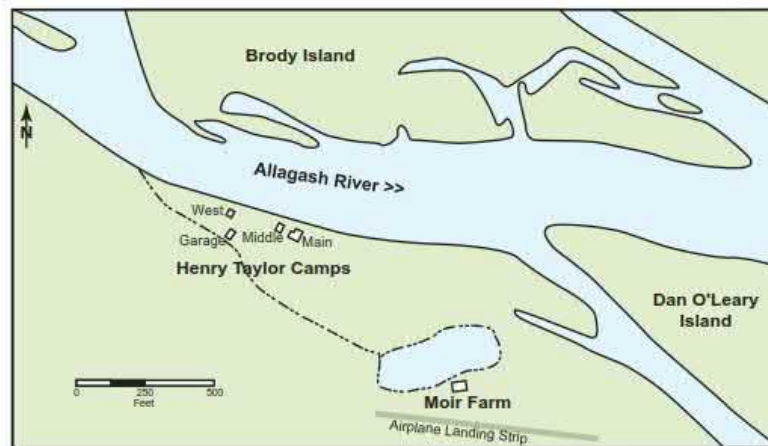 Brody Island
N
Allagash River >>
West
Garage
Middle
Main
Henry Taylor Camps
Dan O'Leary
Island
0 250 500
Feet
Moir Farm
Airplane Landing Strip